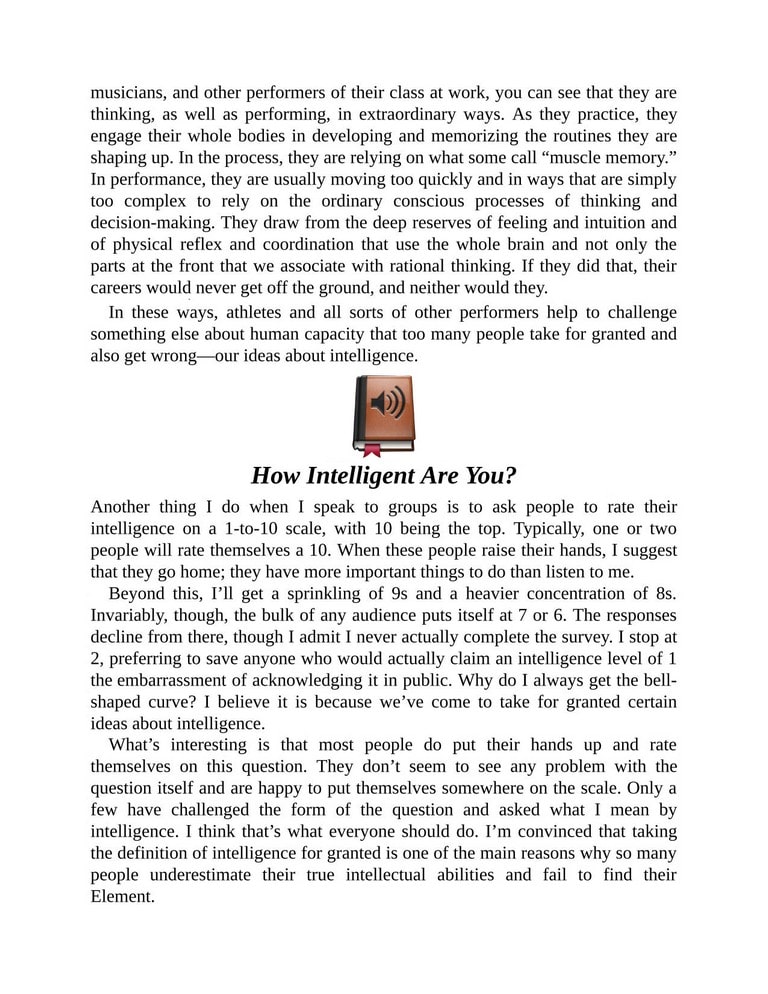 musicians, and other performers of their class at work, you can see that they are
thinking, as well as performing, in extraordinary ways. As they practice, they
engage their whole bodies in developing and memorizing the routines they are
shaping up. In the process, they are relying on what some call “muscle memory.”
In performance, they are usually moving too quickly and in ways that are simply
too complex to rely on the ordinary conscious processes of thinking and
decision-making. They draw from the deep reserves of feeling and intuition and
of physical reflex and coordination that use the whole brain and not only the
parts at the front that we associate with rational thinking. If they did that, their
careers would never get off the ground, and neither would they.
In these ways, athletes and all sorts of other performers help to challenge
something else about human capacity that too many people take for granted and
also get wrong—our ideas about intelligence.
How Intelligent Are You?
Another thing I do when I speak to groups is to ask people to rate their
intelligence on a 1-to-10 scale, with 10 being the top. Typically, one or two
people will rate themselves a 10. When these people raise their hands, I suggest
that they go home; they have more important things to do than listen to me.
Beyond this, I’ll get a sprinkling of 9s and a heavier concentration of 8s.
Invariably, though, the bulk of any audience puts itself at 7 or 6. The responses
decline from there, though I admit I never actually complete the survey. I stop at
2, preferring to save anyone who would actually claim an intelligence level of 1
the embarrassment of acknowledging it in public. Why do I always get the bell-
shaped curve? I believe it is because we’ve come to take for granted certain
ideas about intelligence.
What’s interesting is that most people do put their hands up and rate
themselves on this question. They don’t seem to see any problem with the
question itself and are happy to put themselves somewhere on the scale. Only a
few have challenged the form of the question and asked what I mean by
intelligence. I think that’s what everyone should do. I’m convinced that taking
the definition of intelligence for granted is one of the main reasons why so many
people underestimate their true intellectual abilities and fail to find their
Element.